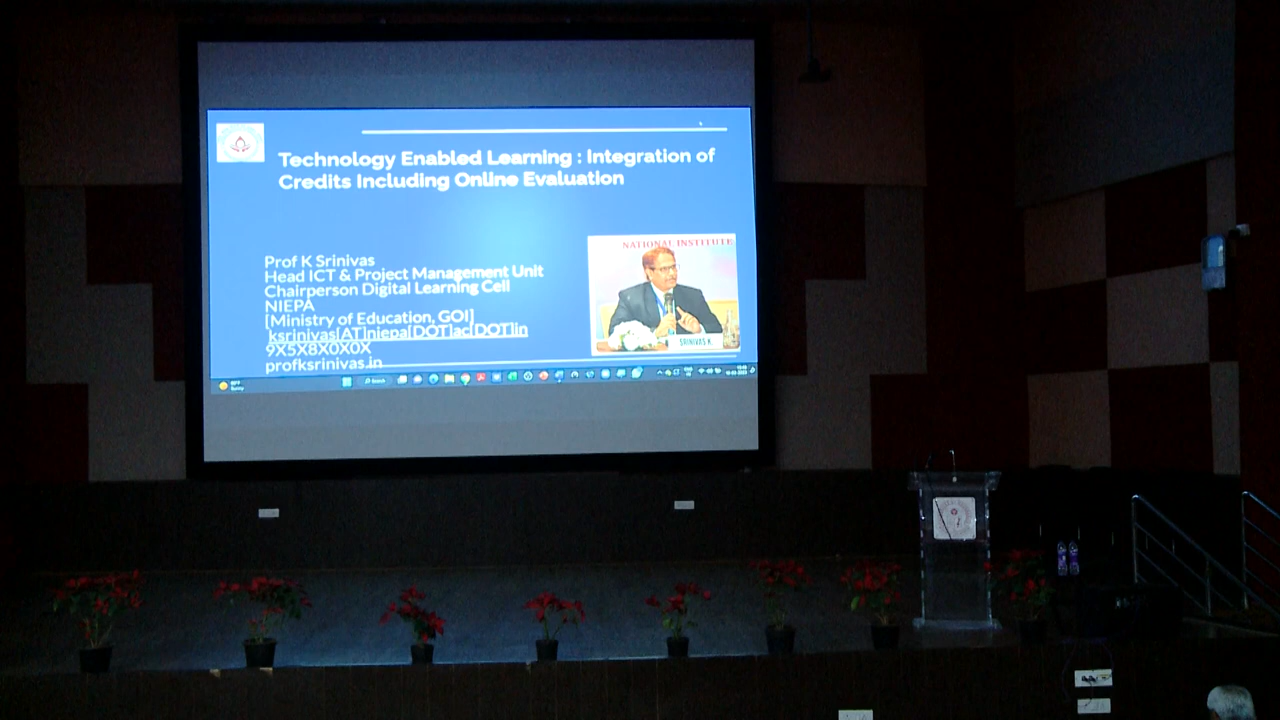 Technology Enabled Learning : Integration of
Credits Including Online Evaluation
NATIONAL INSTITUTE
Prof K Srinivas
Head ICT & Project Management Unit
Chairperson Digital Learning Cell
NIEPA
[Ministry of Education, GOI]
ksrinivas[AT]niepa[DOT]ac[DOT]in
9X5X8X0X0X
profksrinivas.in
SRINIVAS K.
Search